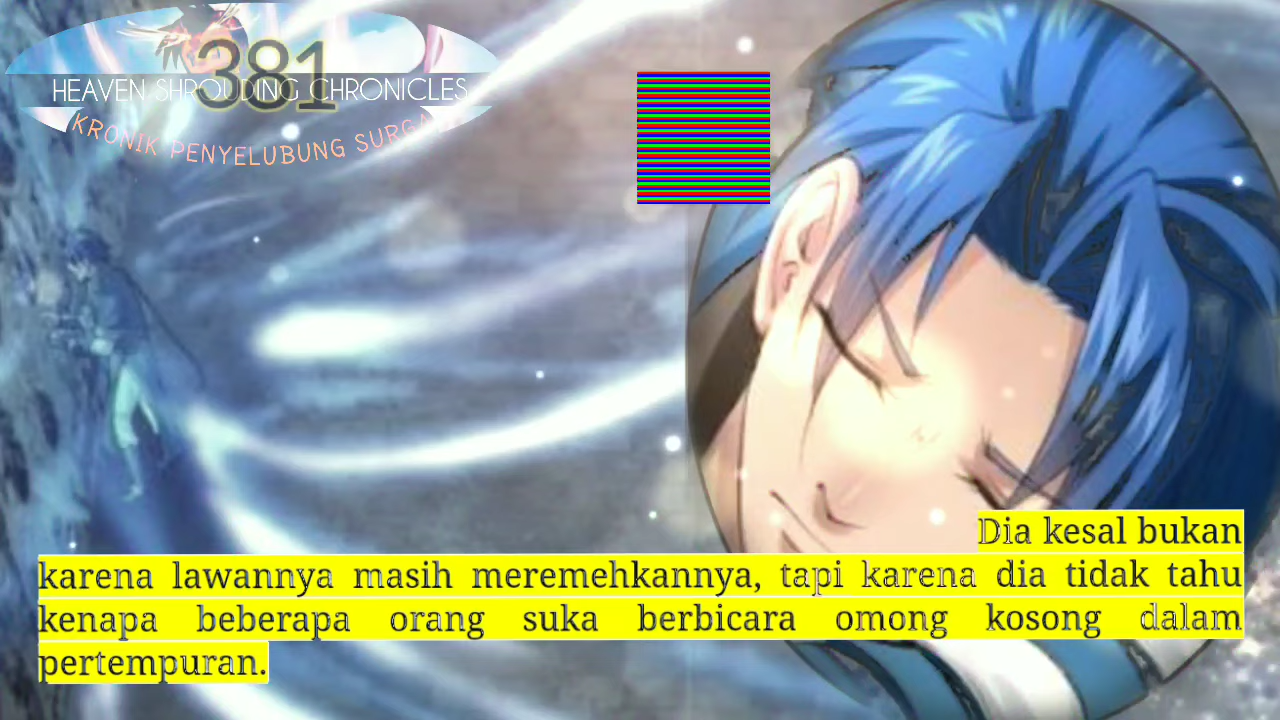 381
HEAVEN SHROUDING CHRONICLES
KRONIK PENYELUBUNG SURGA
Dia kesal bukan
karena lawannya masih meremehkannya, tapi karena dia tidak tahu
kenapa beberapa orang suka berbicara omong kosong dalam
pertempuran.